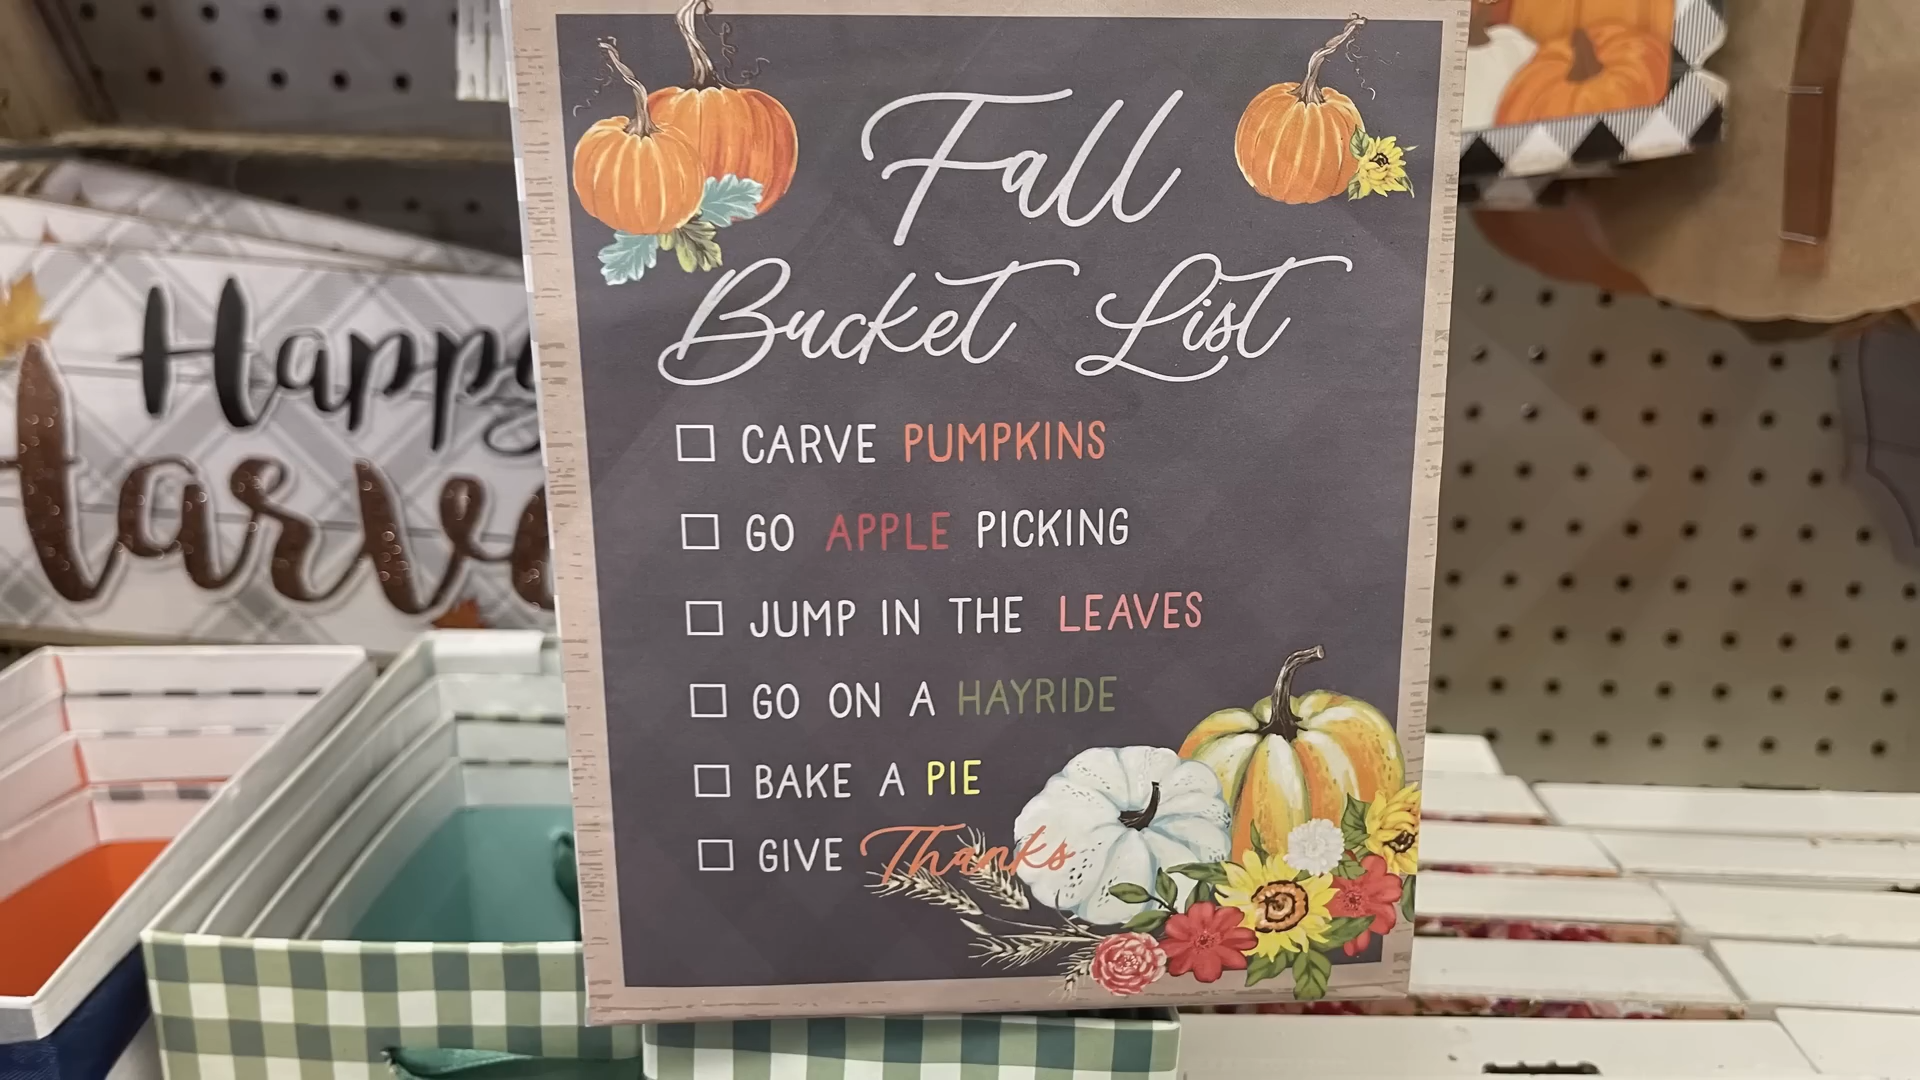 Fall
Bucket List
CARVE PUMPKINS
GO APPLE PICKING
JUMP IN THE LEAVES
GO ON A HAYRIDE
BAKE A PIE
GIVE Thanks
Happy